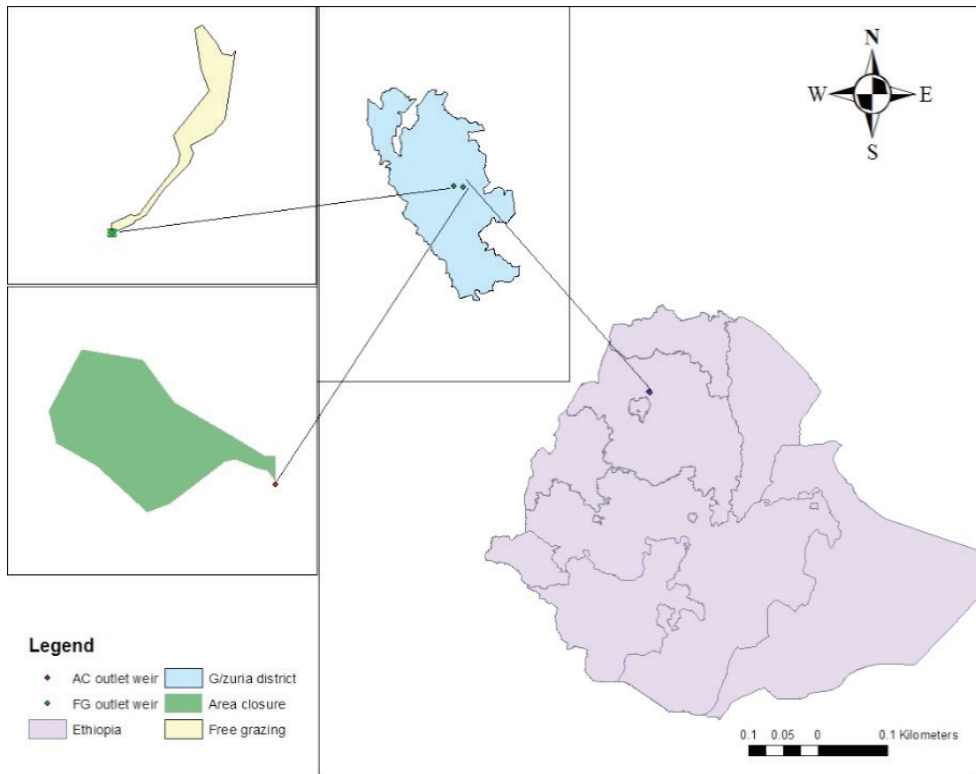 N
W E
S
Legend
AC outlet weir G/zuria district
FG outlet weir Area closure
Ethiopia Free grazing
0.1 0.05 0 0.1 Kilometers